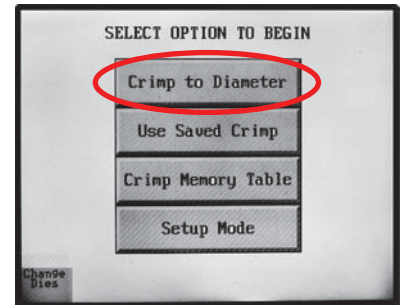 SELECT OPTION TO BEGIN
Crimp to Diameter
Use Saved Crimp
Crimp Memory Table
Setup Mode
Change
Dies